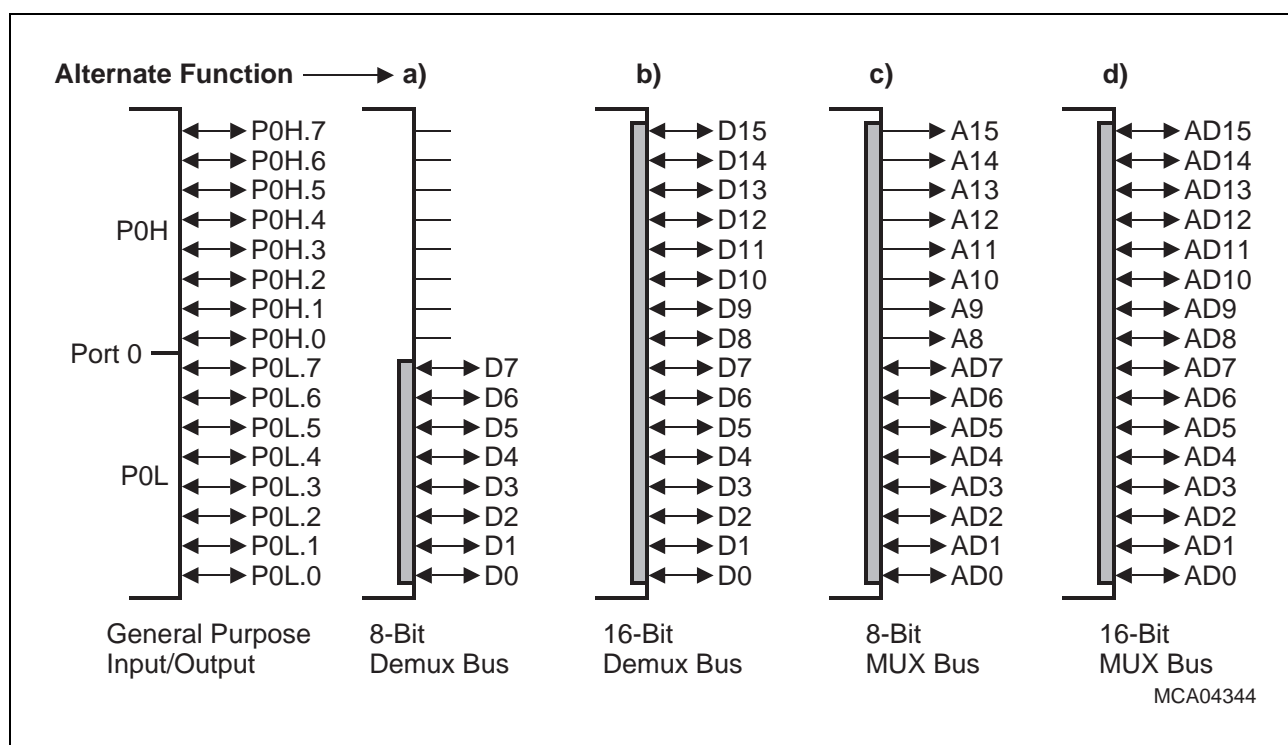 Alternate Function a) b) c) d)
P0H.7 D15 A15 AD15
P0H.6 D14 A14 AD14
P0H.5 D13 A13 AD13
P0H.4 D12 A12 AD12
P0H
P0H.3 D11 A11 AD11
P0H.2 D10 A10 AD10
P0H.1 D9 A9 AD9
P0H.0 D8 A8 AD8
Port 0
P0L.7 D7 D7 AD7 AD7
P0L.6 D6 D6 AD6 AD6
P0L.5 D5 D5 AD5 AD5
P0L.4 D4 D4 AD4 AD4
P0L
P0L.3 D3 D3 AD3 AD3
P0L.2 D2 D2 AD2 AD2
P0L.1 D1 D1 AD1 AD1
P0L.0 D0 D0 AD0 AD0
General Purpose 8-Bit 16-Bit 8-Bit 16-Bit
Input/Output Demux Bus Demux Bus MUX Bus MUX Bus
MCA04344